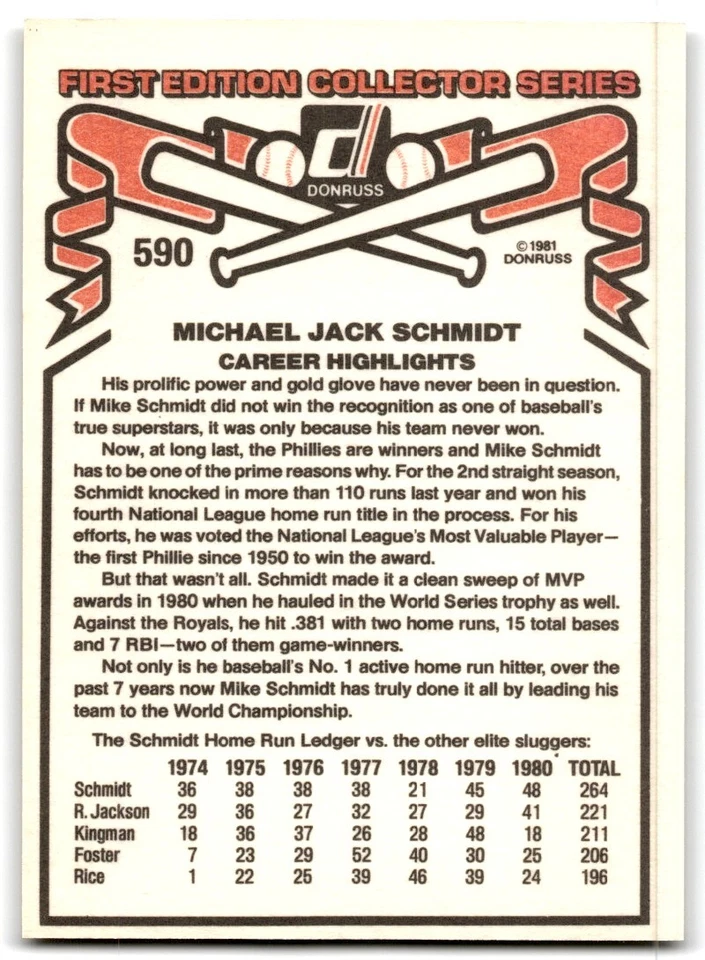 FIRST EDITION COLLECTOR SERIES
d
DONRUSS
590
© 1981
DONRUSS
MICHAEL JACK SCHMIDT
CAREER HIGHLIGHTS
His prolific power and gold glove have never been in question.
If Mike Schmidt did not win the recognition as one of baseball's
true superstars, it was only because his team never won.
Now, at long last, the Phillies are winners and Mike Schmidt
has to be one of the prime reasons why. For the 2nd straight season,
Schmidt knocked in more than 110 runs last year and won his
fourth National League home run title in the process. For his
efforts, he was voted the National League's Most Valuable Player—
the first Phillie since 1950 to win the award.
But that wasn't all. Schmidt made it a clean sweep of MVP
awards in 1980 when he hauled in the World Series trophy as well.
Against the Royals, he hit .381 with two home runs, 15 total bases
and 7 RBI—two of them game-winners.
Not only is he baseball's No. 1 active home run hitter, over the
past 7 years now Mike Schmidt has truly done it all by leading his
team to the World Championship.
The Schmidt Home Run Ledger vs. the other elite sluggers:
1974 1975 1976 1977 1978 1979 1980 TOTAL
Schmidt 36 38 38 38 21 45 48 264
R. Jackson 29 36 27 32 27 29 41 221
Kingman 18 36 37 26 28 48 18 211
Foster 7 23 29 52 40 30 25 206
Rice 1 22 25 39 46 39 24 196